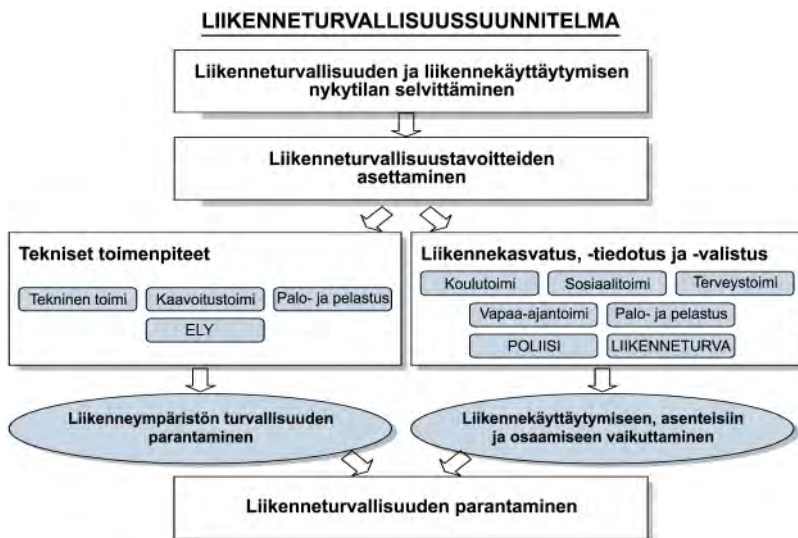 LIIKENNETURVALLISUUSSUUNNITELMA
Liikenneturvallisuuden ja liikennekäyttäytymisen
nykytilan selvittäminen
Liikenneturvallisuustavoitteiden
asettaminen
Tekniset toimenpiteet
Tekninen toimi
Kaavoitustoimi
Palo- ja pelastus
ELY
Liikennekasvatus, -tiedotus ja -valistus
Koulutoimi
Sosiaalitoimi
Terveystoimi
Vapaa-ajantoimi
Palo- ja pelastus
POLIISI
LIIKENNETURVA
Liikenneympäristön turvallisuuden
parantaminen
Liikennekäyttäytymiseen, asenteisiin
ja osaamiseen vaikuttaminen
Liikenneturvallisuuden parantaminen